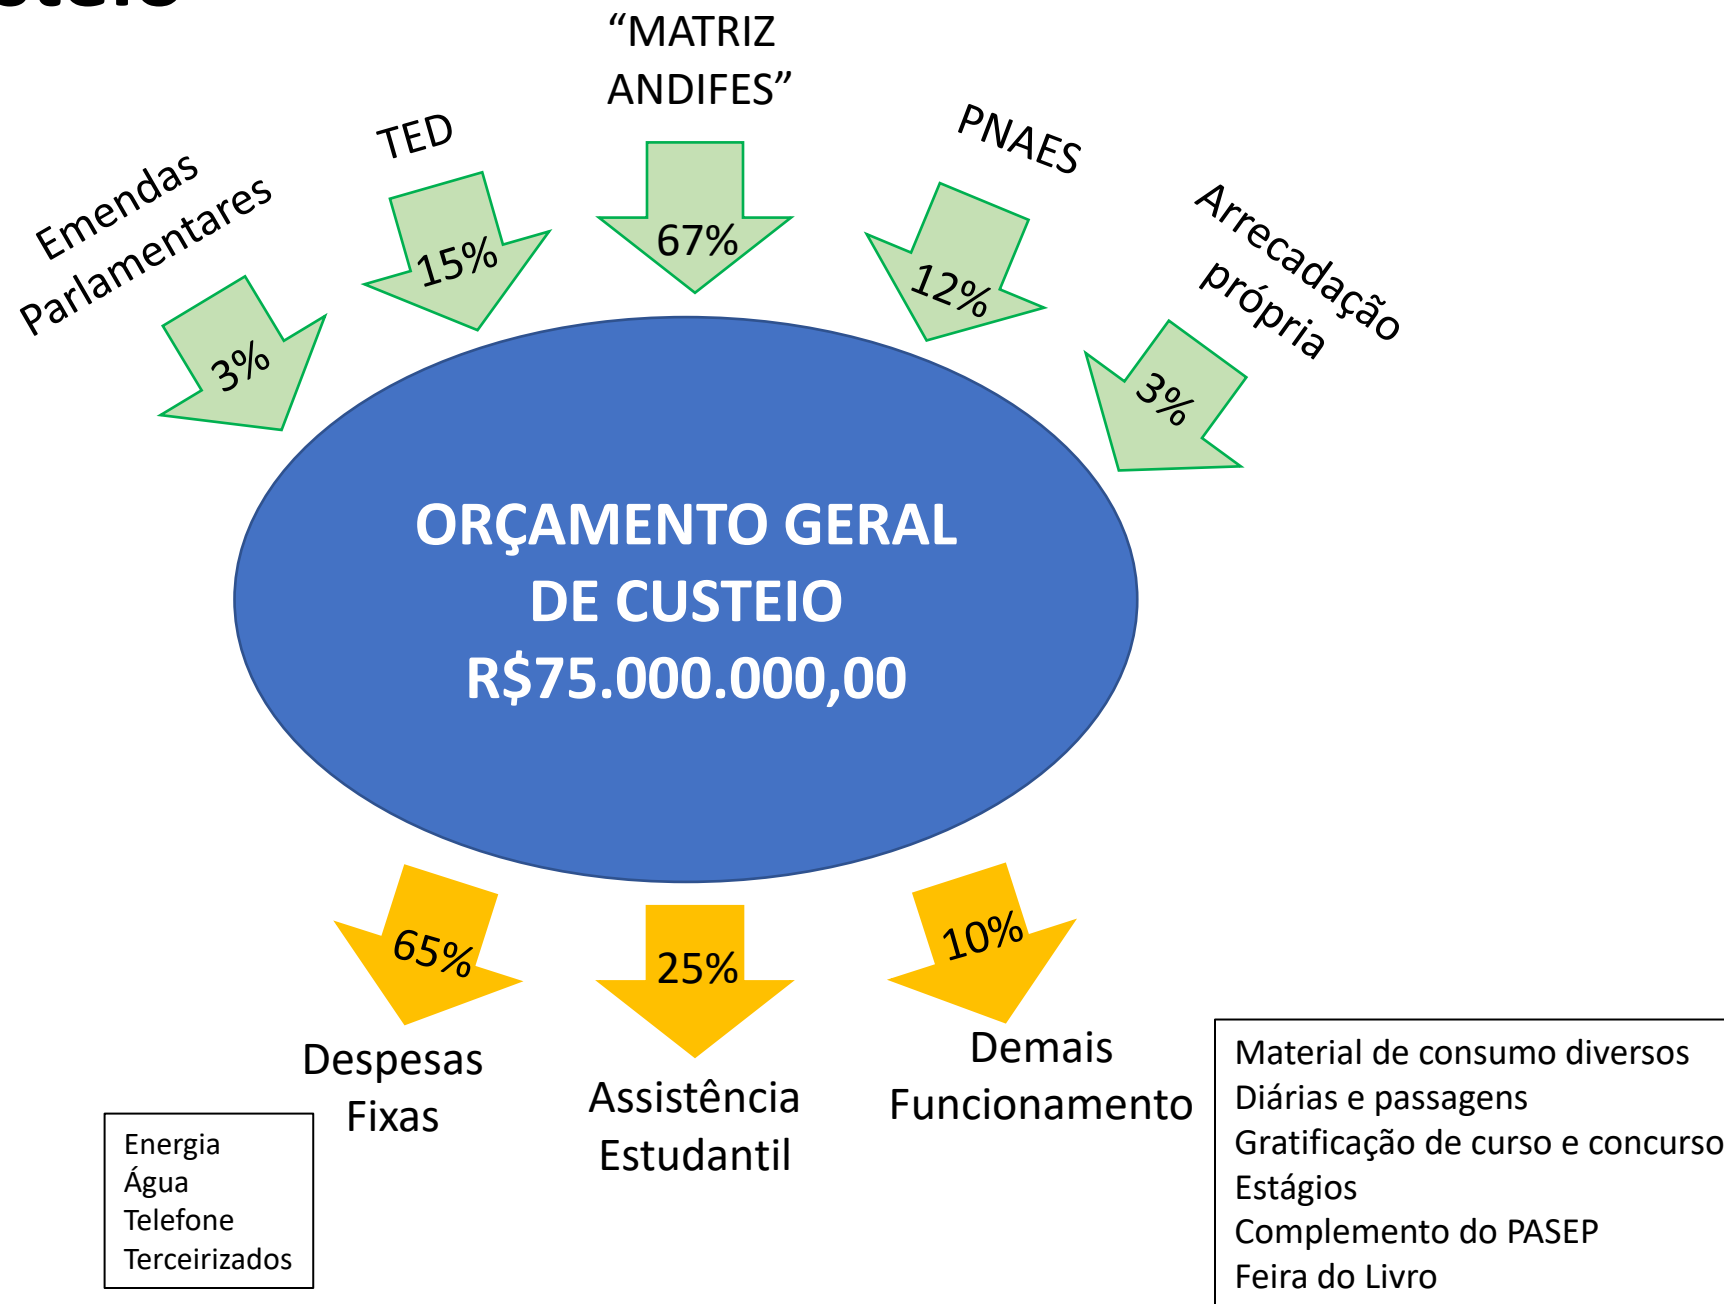 “MATRIZ
ANDIFES”
TED
PNAES
Emendas
Parlamentares
Arrecadação
própria
3%
15%
67%
12%
3%
ORÇAMENTO GERAL
DE CUSTEIO
R$75.000.000,00
65%
25%
10%
Despesas
Fixas
Assistência
Estudantil
Demais
Funcionamento
Energia
Água
Telefone
Terceirizados
Material de consumo diversos
Diárias e passagens
Gratificação de curso e concurso
Estágios
Complemento do PASEP
Feira do Livro